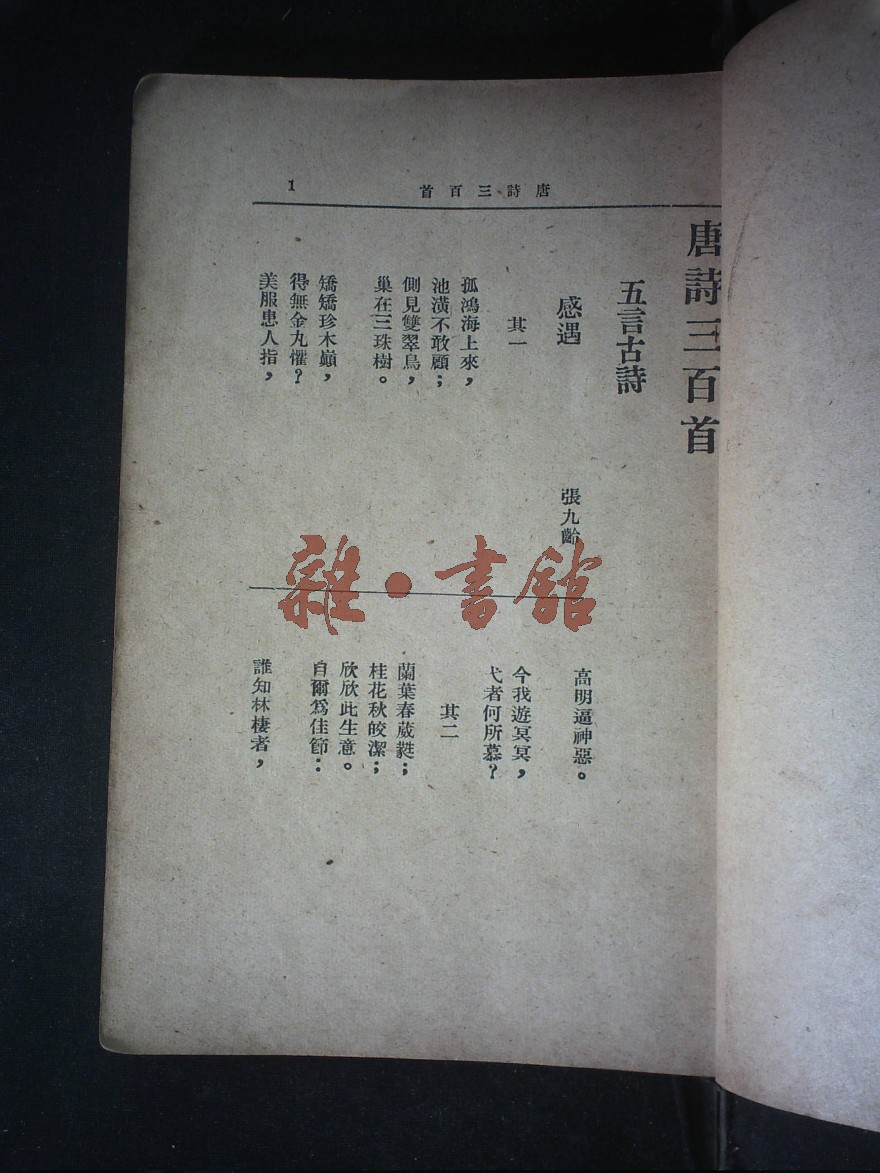 唐詩三百首
1
唐詩三百首
五言古詩
感遇
張九齡
其一
孤鴻海上來，
池潢不敢顧；
側見雙翠鳥，
巢在三珠樹。
矯矯珍木巔，
得無金丸懼？
美服患人指，
高明逼神惡。
今我遊冥冥，
弋者何所慕？
其二
蘭葉春葳蕤；
桂花秋皎潔；
欣欣此生意。
自爾爲佳節：
誰知林棲者，
雜·書館